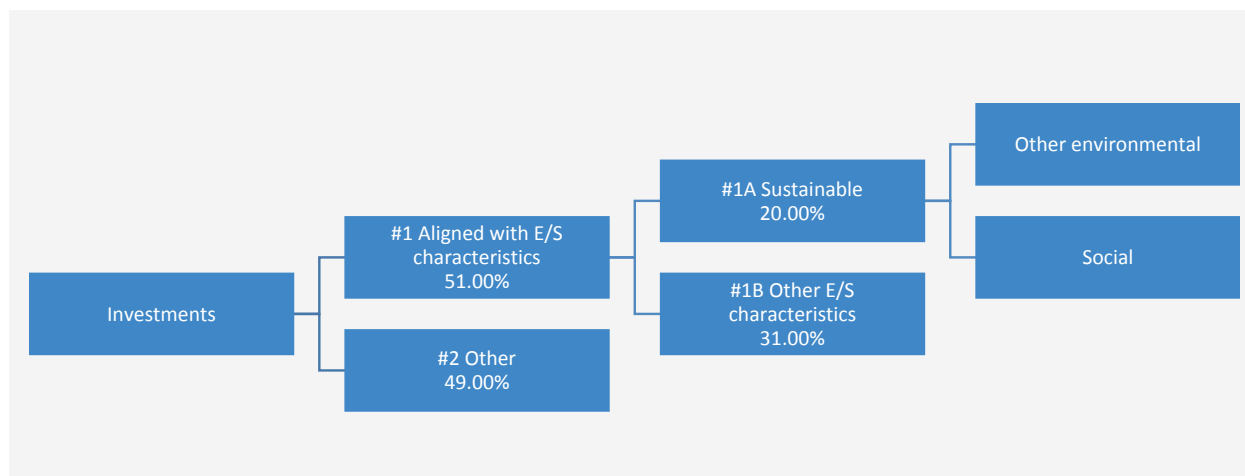 Investments
#1 Aligned with E/S
characteristics
51.00%
#2 Other
49.00%
#1A Sustainable
20.00%
#1B Other E/S
characteristics
31.00%
Other environmental
Social